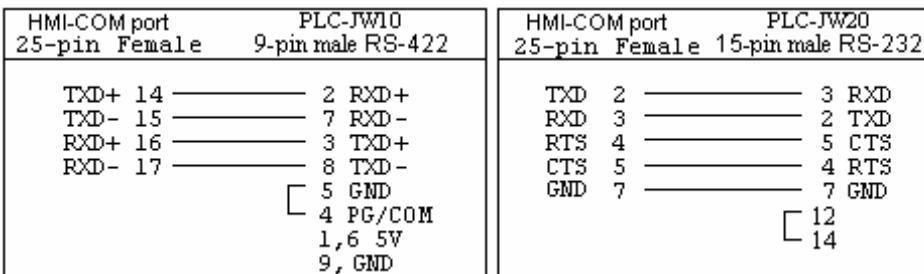 HMI-COM port PLC-JW10
25-pin Female 9-pin male RS-422
TXD+ 14 2 RXD+
TXD- 15 7 RXD-
RXD+ 16 3 TXD+
RXD- 17 8 TXD-
5 GND
4 PG/COM
1,6 5V
9, GND
HMI-COM port PLC-JW20
25-pin Female 15-pin male RS-232
TXD 2 3 RXD
RXD 3 2 TXD
RTS 4 5 CTS
CTS 5 4 RTS
GND 7 7 GND
12
14